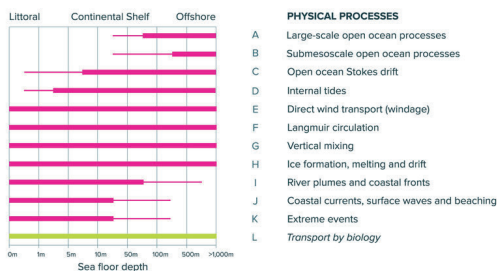 Littoral Continental Shelf Offshore PHYSICAL PROCESSES
A Large-scale open ocean processes
B Submesoscale open ocean processes
C Open ocean Stokes drift
D Internal tides
E Direct wind transport (windage)
F Langmuir circulation
G Vertical mixing
H Ice formation, melting and drift
I River plumes and coastal fronts
J Coastal currents, surface waves and beaching
K Extreme events
L Transport by biology
0m 1m 5m 10m 50m 100m 500m >1,000m
Sea floor depth